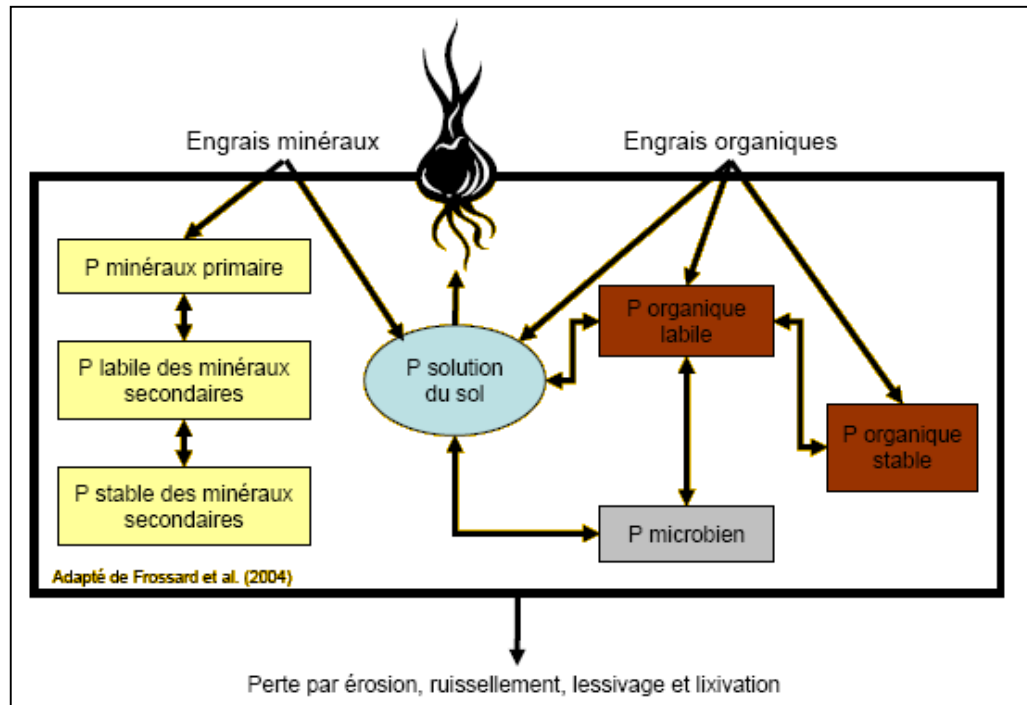 Engrais minéraux
Engrais organiques
P minéraux primaire
P labile des minéraux
secondaires
P stable des minéraux
secondaires
P solution
du sol
P organique
labile
P organique
stable
P microbien
Adapté de Frossard et al. (2004)
Perte par érosion, ruissellement, lessivage et lixivation